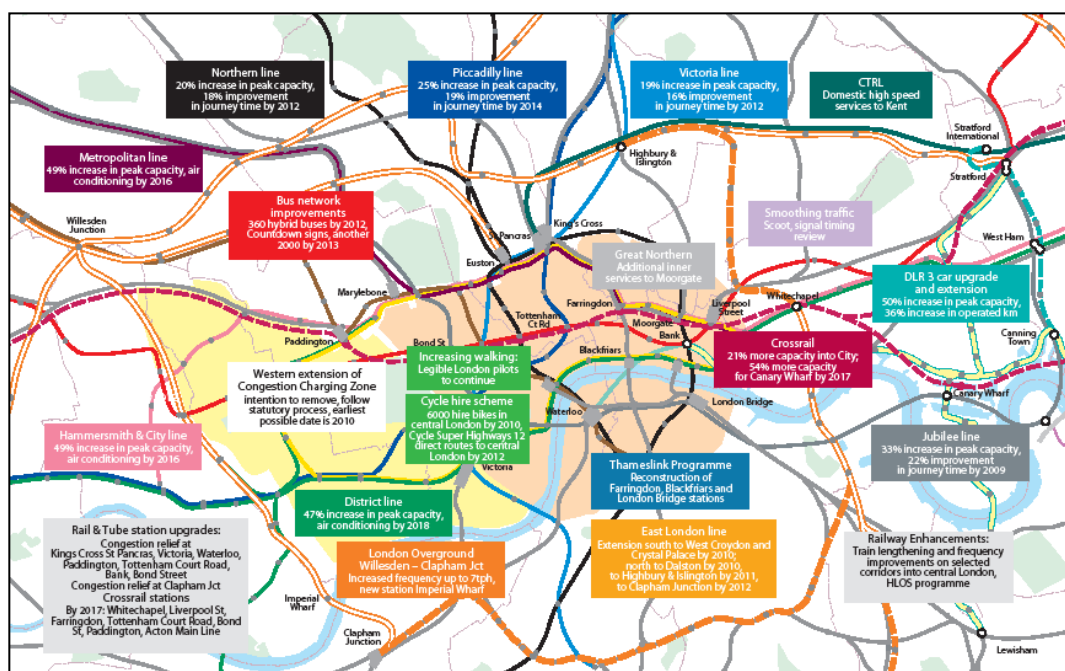 Northern line
20% increase in peak capacity,
18% improvement
in journey time by 2012
Piccadilly line
25% increase in peak capacity,
19% improvement
in journey time by 2014
Victoria line
19% increase in peak capacity,
16% improvement
in journey time by 2012
CTRL
Domestic high speed
services to Kent
Stratford
International
Highbury &
Islington
Stratford
Metropolitan line
49% increase in peak capacity, air
conditioning by 2016
Willesden
Junction
Bus network
improvements
360 hybrid buses by 2012,
Countdown signs, another
2000 by 2013
St Pancras
King's Cross
Euston
Smoothing traffic
Scoot, signal timing
review
West Ham
Great Northern
Additional inner
services to Moorgate
DLR 3 car upgrade
and extension
50% increase in peak capacity,
36% increase in operated km
Marylebone
Farringdon
Liverpool
Street
Whitechapel
Tottenham
Ct Rd
Moorgate
Bank
Paddington
Bond St
Blackfriars
Canning
Town
Crossrail
21% more capacity into City;
54% more capacity
for Canary Wharf by 2017
Increasing walking:
Legible London pilots
to continue
Western extension of
Congestion Charging Zone
intention to remove, follow
statutory process, earliest
possible date is 2010
Cycle hire scheme
6000 hire bikes in
central London by 2010,
Cycle Super Highways 12
direct routes to central
London by 2012
Waterloo
London Bridge
Canary Wharf
Hammersmith & City line
49% increase in peak capacity,
air conditioning by 2016
Victoria
Jubilee line
33% increase in peak capacity,
22% improvement
in journey time by 2009
Thameslink Programme
Reconstruction of
Farringdon, Blackfriars and
London Bridge stations
District line
47% increase in peak capacity,
air conditioning by 2018
Rail & Tube station upgrades:
Congestion relief at
Kings Cross St Pancras, Victoria, Waterloo,
Paddington, Tottenham Court Road,
Bank, Bond Street
Congestion relief at Clapham Jct
Crossrail stations
By 2017: Whitechapel, Liverpool St,
Farringdon, Tottenham Court Road, Bond
St, Paddington, Acton Main Line
East London line
Extension south to West Croydon and
Crystal Palace by 2010;
north to Dalston by 2010,
to Highbury & Islington by 2011,
to Clapham Junction by 2012
Railway Enhancements:
Train lengthening and frequency
improvements on selected
corridors into central London,
HLOS programme
London Overground
Willesden – Clapham Jct
Increased frequency up to 7tph,
new station Imperial Wharf
Imperial
Wharf
Clapham
Junction
Lewisham